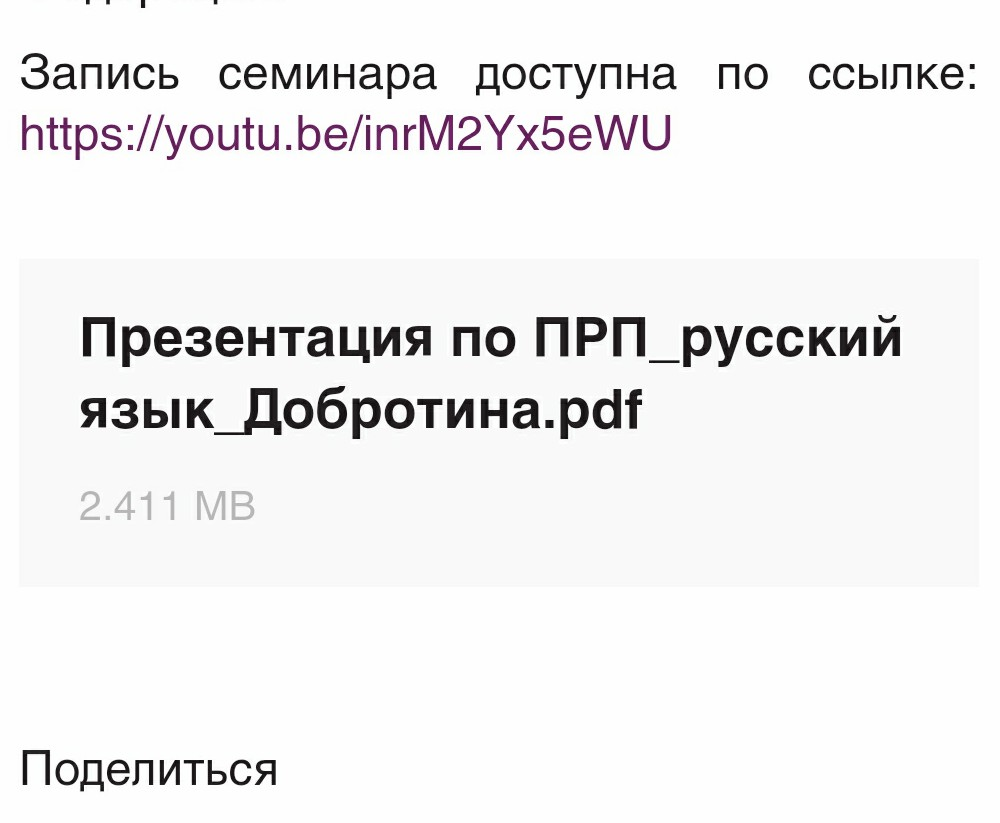 Запись семинара доступна по ссылке:
https://youtu.be/inrM2Yx5eWU
Презентация по ПРП_русский
язык_Добротина.pdf
2.411 MB
Поделиться